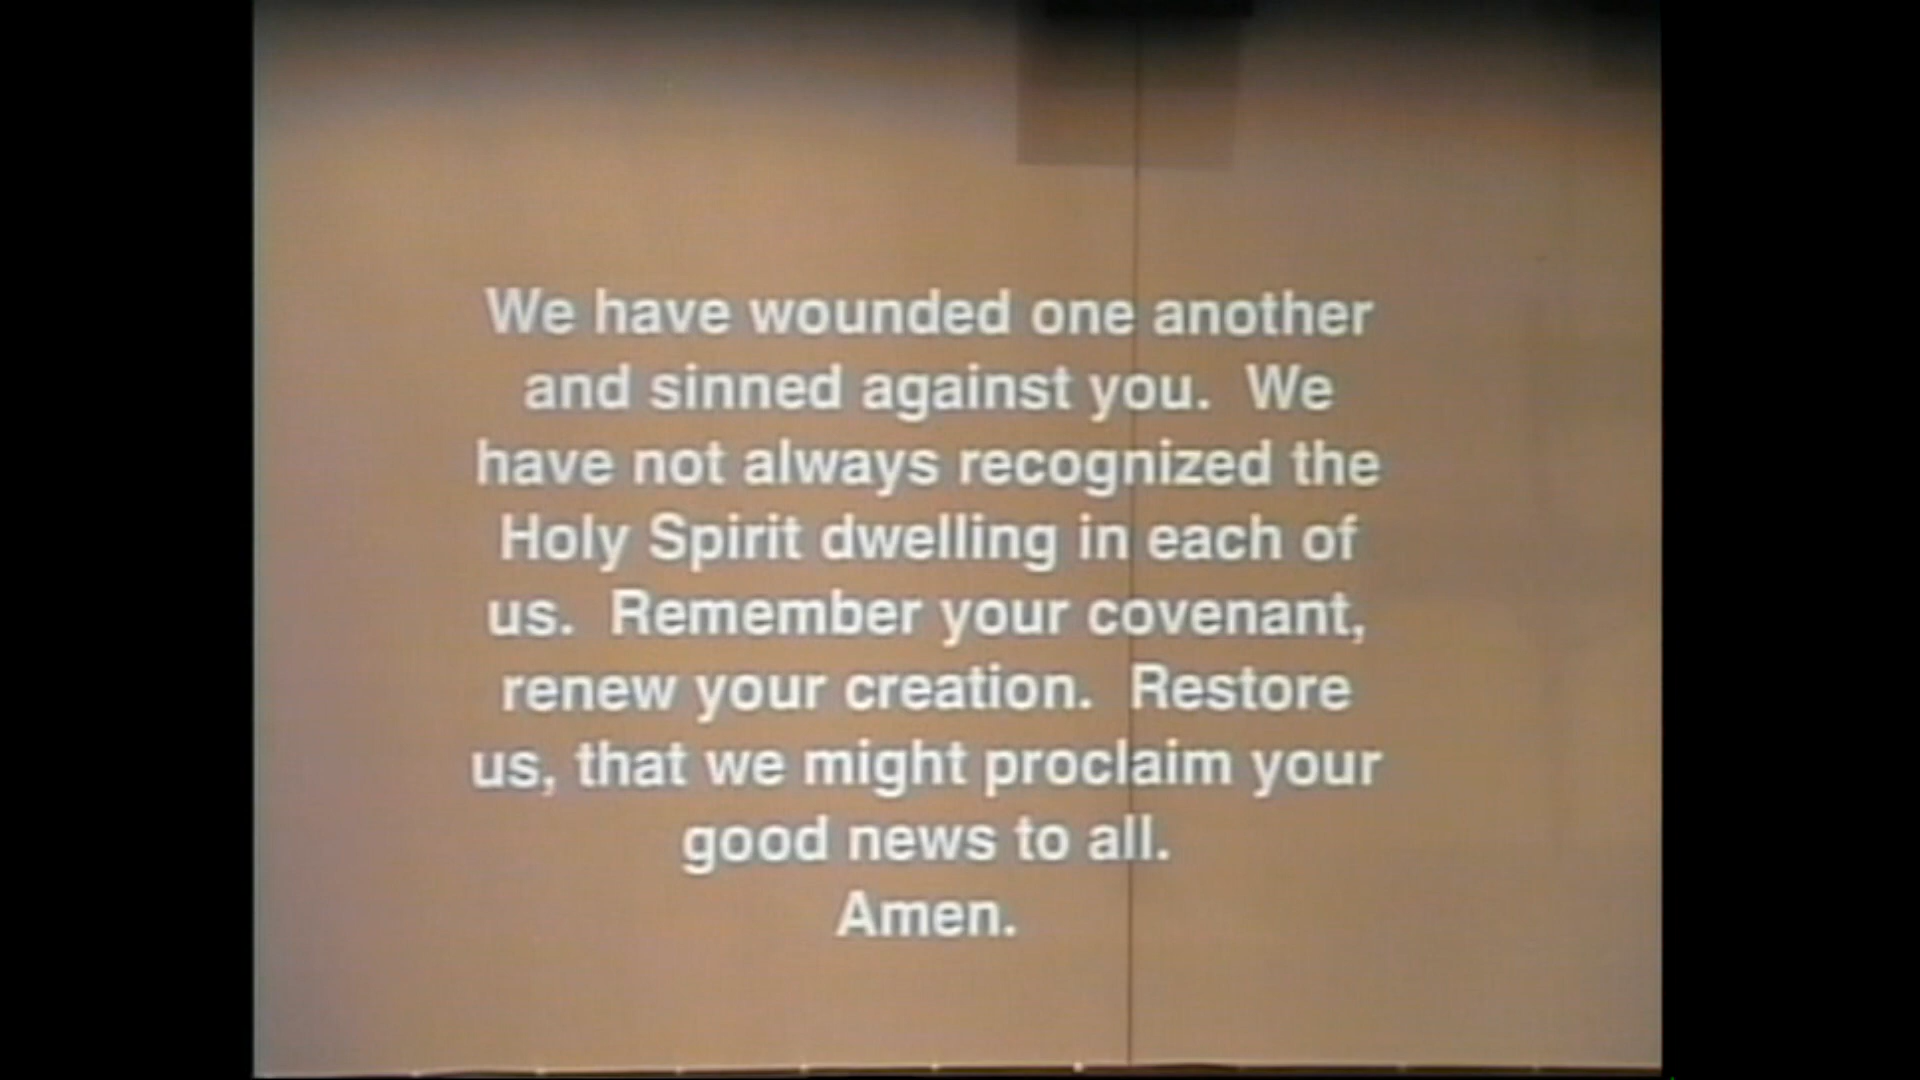 We have wounded one another
and sinned against you.  We
have not always recognized the
Holy Spirit dwelling in each of
us.  Remember your covenant,
renew your creation.  Restore
us, that we might proclaim your
good news to all.
Amen.